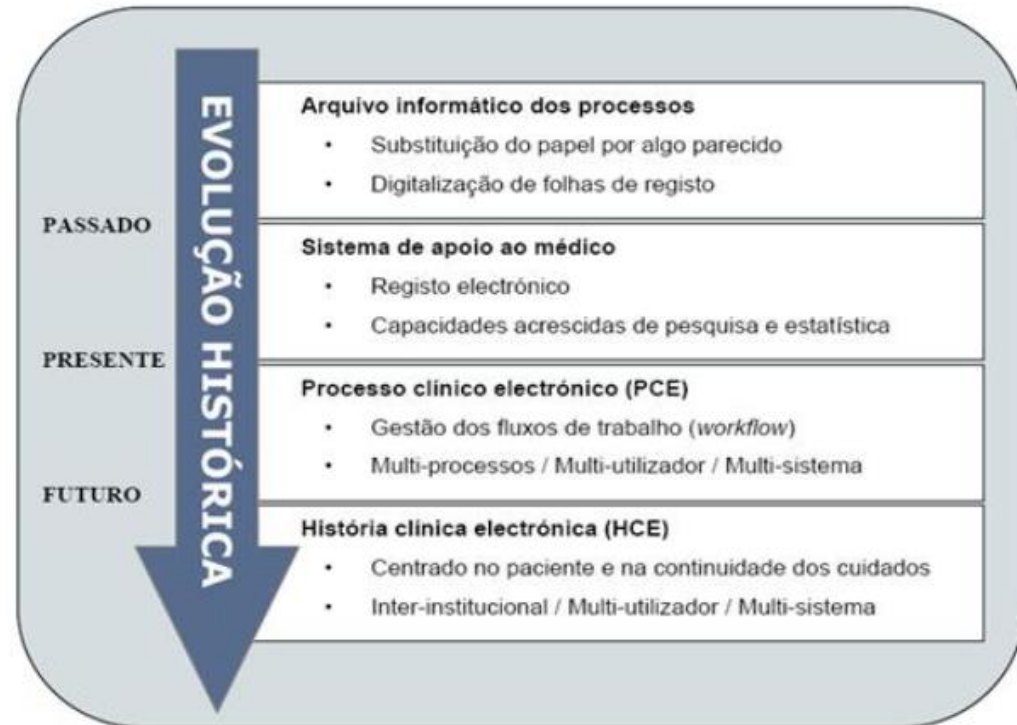 EVOLUÇÃO HISTÓRICA
PASSADO
PRESENTE
FUTURO
Arquivo informático dos processos
• Substituição do papel por algo parecido
• Digitalização de folhas de registo
Sistema de apoio ao médico
• Registo electrónico
• Capacidades acrescidas de pesquisa e estatística
Processo clínico electrónico (PCE)
• Gestão dos fluxos de trabalho (workflow)
• Multi-processos / Multi-utilizador / Multi-sistema
História clínica electrónica (HCE)
• Centrado no paciente e na continuidade dos cuidados
• Inter-institucional / Multi-utilizador / Multi-sistema